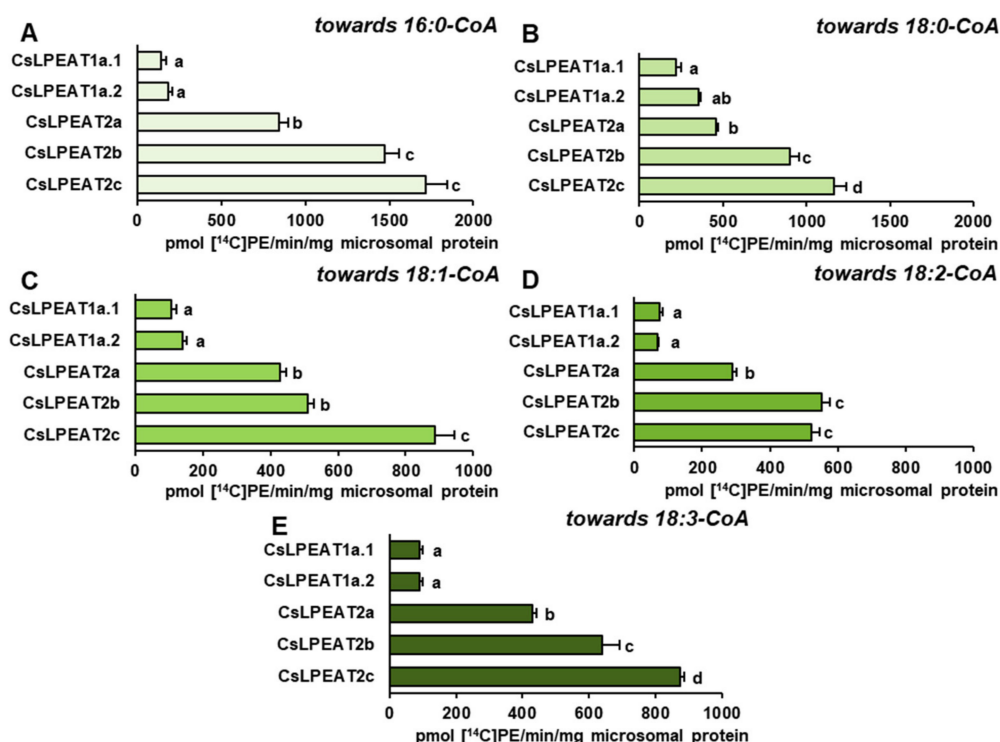 A
towards 16:0-CoA
CsLPEAT1a.1
a
CsLPEAT1a.2
a
CsLPEAT2a
b
CsLPEAT2b
c
CsLPEAT2c
c
0 500 1000 1500 2000
pmol [¹⁴C]PE/min/mg microsomal protein
B
towards 18:0-CoA
CsLPEAT1a.1
a
CsLPEAT1a.2
ab
CsLPEAT2a
b
CsLPEAT2b
c
CsLPEAT2c
d
0 500 1000 1500 2000
pmol [¹⁴C]PE/min/mg microsomal protein
C
towards 18:1-CoA
CsLPEAT1a.1
a
CsLPEAT1a.2
a
CsLPEAT2a
b
CsLPEAT2b
b
CsLPEAT2c
c
0 200 400 600 800 1000
pmol [¹⁴C]PE/min/mg microsomal protein
D
towards 18:2-CoA
CsLPEAT1a.1
a
CsLPEAT1a.2
a
CsLPEAT2a
b
CsLPEAT2b
c
CsLPEAT2c
c
0 200 400 600 800 1000
pmol [¹⁴C]PE/min/mg microsomal protein
E
towards 18:3-CoA
CsLPEAT1a.1
a
CsLPEAT1a.2
a
CsLPEAT2a
b
CsLPEAT2b
c
CsLPEAT2c
d
0 200 400 600 800 1000
pmol [¹⁴C]PE/min/mg microsomal protein